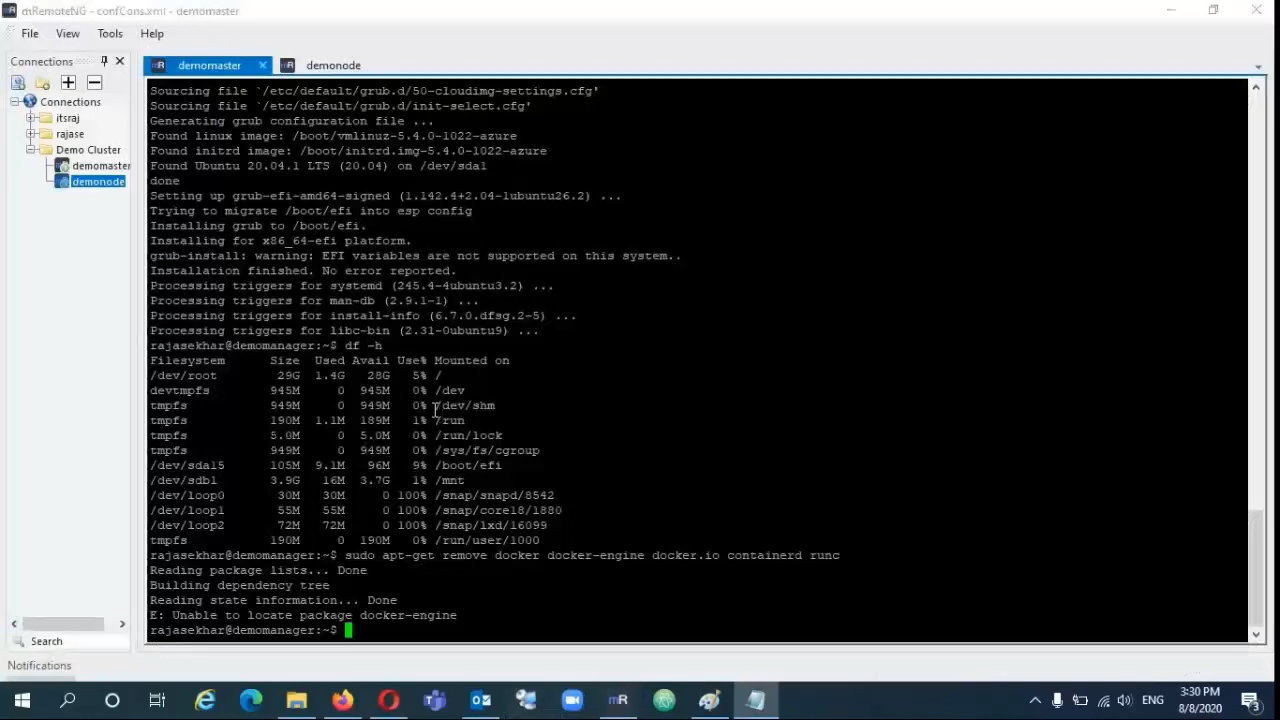 mRemoteNG - confCons.xml - demomaster
File View Tools Help
Connections
demomaster
demonode
Connections
itsraj
rajase
Demo Cluster
demomaster
demonode
Sourcing file `/etc/default/grub.d/50-cloudimg-settings.cfg'
Sourcing file `/etc/default/grub.d/init-select.cfg'
Generating grub configuration file ...
Found linux image: /boot/vmlinuz-5.4.0-1022-azure
Found initrd image: /boot/initrd.img-5.4.0-1022-azure
Found Ubuntu 20.04.1 LTS (20.04) on /dev/sda1
done
Setting up grub-efi-amd64-signed (1.142.4+2.04-1ubuntu26.2) ...
Trying to migrate /boot/efi into esp config
Installing grub to /boot/efi.
Installing for x86_64-efi platform.
grub-install: warning: EFI variables are not supported on this system..
Installation finished. No error reported.
Processing triggers for systemd (245.4-4ubuntu3.2) ...
Processing triggers for man-db (2.9.1-1) ...
Processing triggers for install-info (6.7.0.dfsg.2-5) ...
Processing triggers for libc-bin (2.31-0ubuntu9) ...
rajasekhar@demomanager:~$ df -h
Filesystem Size Used Avail Use% Mounted on
/dev/root 29G 1.4G 28G 5% /
devtmpfs 945M 0 945M 0% /dev
tmpfs 949M 0 949M 0% /dev/shm
tmpfs 190M 1.1M 189M 1% /run
tmpfs 5.0M 0 5.0M 0% /run/lock
tmpfs 949M 0 949M 0% /sys/fs/cgroup
/dev/sda15 105M 9.1M 96M 9% /boot/efi
/dev/sdb1 3.9G 16M 3.7G 1% /mnt
/dev/loop0 30M 30M 0 100% /snap/snapd/8542
/dev/loop1 55M 55M 0 100% /snap/core18/1880
/dev/loop2 72M 72M 0 100% /snap/lxd/16099
tmpfs 190M 0 190M 0% /run/user/1000
rajasekhar@demomanager:~$ sudo apt-get remove docker docker-engine docker.io containerd runc
Reading package lists... Done
Building dependency tree
Reading state information... Done
E: Unable to locate package docker-engine
rajasekhar@demomanager:~$
Search
Notifications
ENG
3:30 PM
8/8/2020